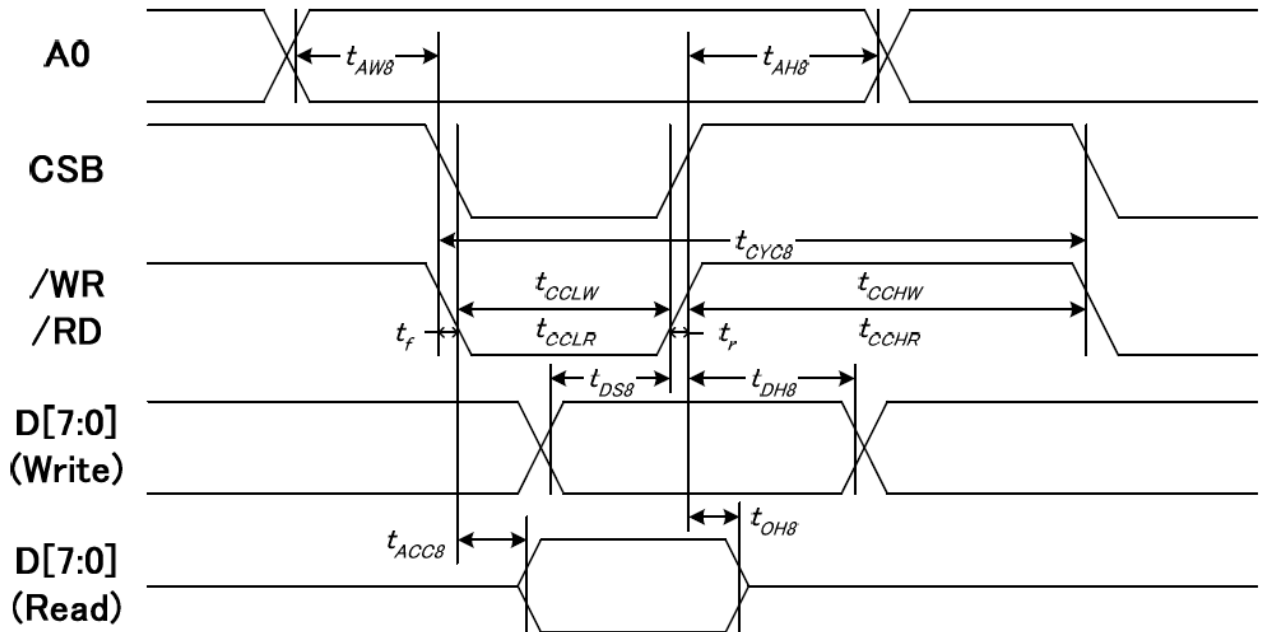 A0
tAW8
tAH8
CSB
tCYC8
/WR
/RD
tCCLW
tCCHW
tf
tCCLR
tr
tCCHR
tDS8
tDH8
D[7:0]
(Write)
tOH8
tACC8
D[7:0]
(Read)